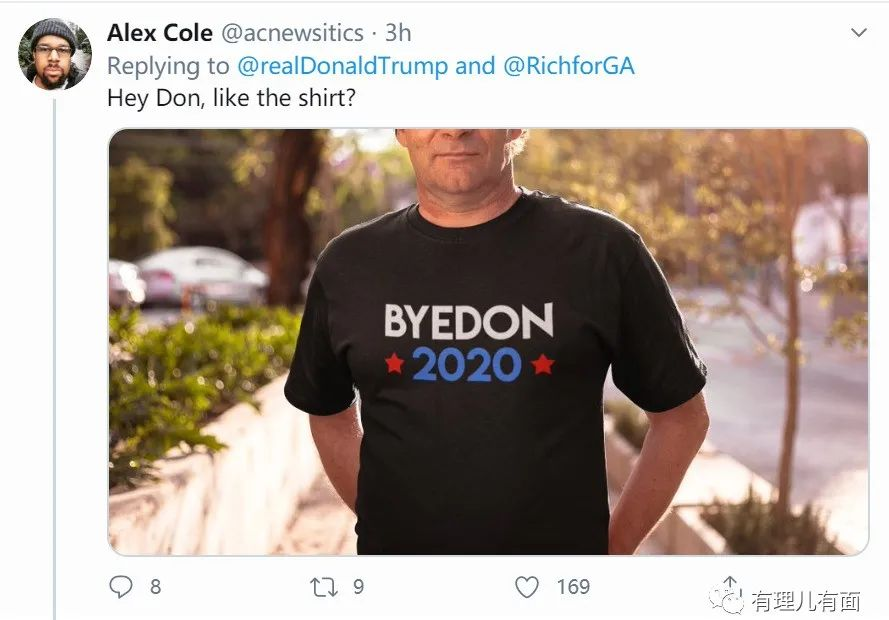 Alex Cole @acnewsitics · 3h
Replying to @realDonaldTrump and @RichforGA
Hey Don, like the shirt?
BYEDON
2020
8 9 169
有理儿有面